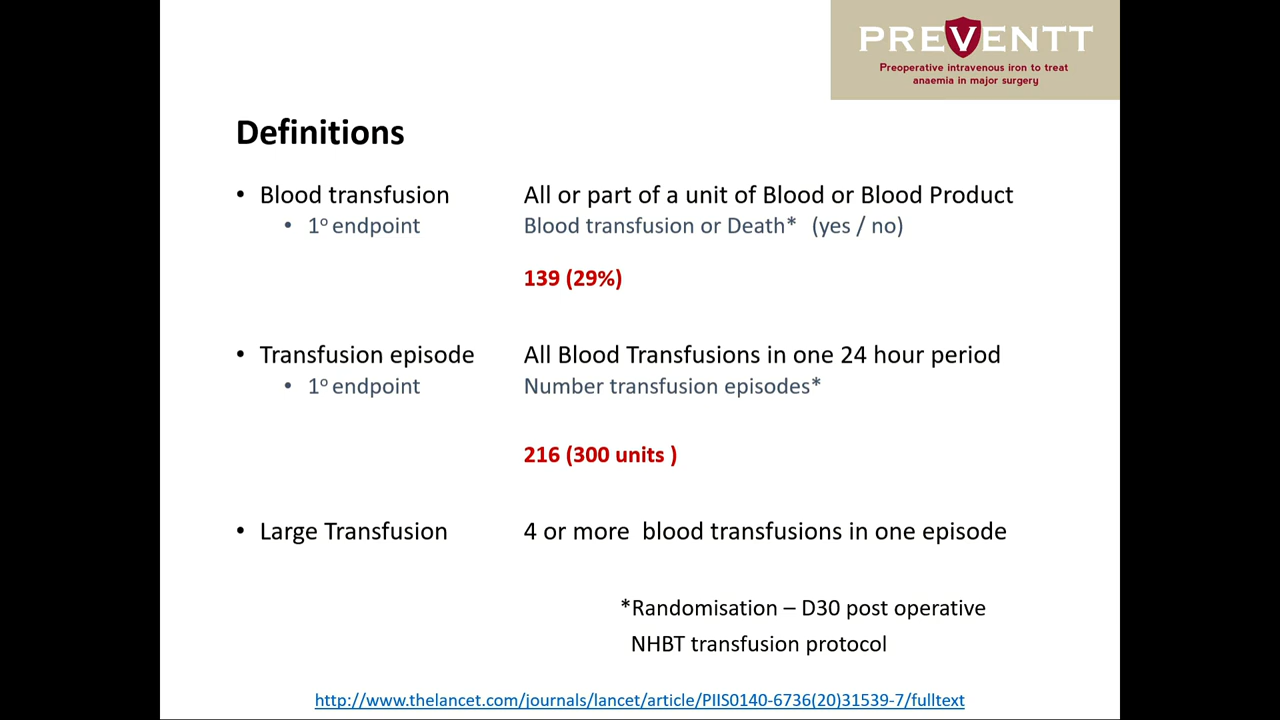 PREVENTT
Preoperative intravenous iron to treat
anaemia in major surgery
Definitions
• Blood transfusion All or part of a unit of Blood or Blood Product
• 1º endpoint Blood transfusion or Death* (yes / no)
139 (29%)
• Transfusion episode All Blood Transfusions in one 24 hour period
• 1º endpoint Number transfusion episodes*
216 (300 units )
• Large Transfusion 4 or more blood transfusions in one episode
*Randomisation – D30 post operative
NHBT transfusion protocol
http://www.thelancet.com/journals/lancet/article/PIIS0140-6736(20)31539-7/fulltext